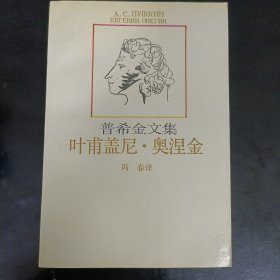 А. С. ПУШКИН
ЕВГЕНИЙ ОНЕГИН
普希金文集
叶甫盖尼·奥涅金
冯 春译